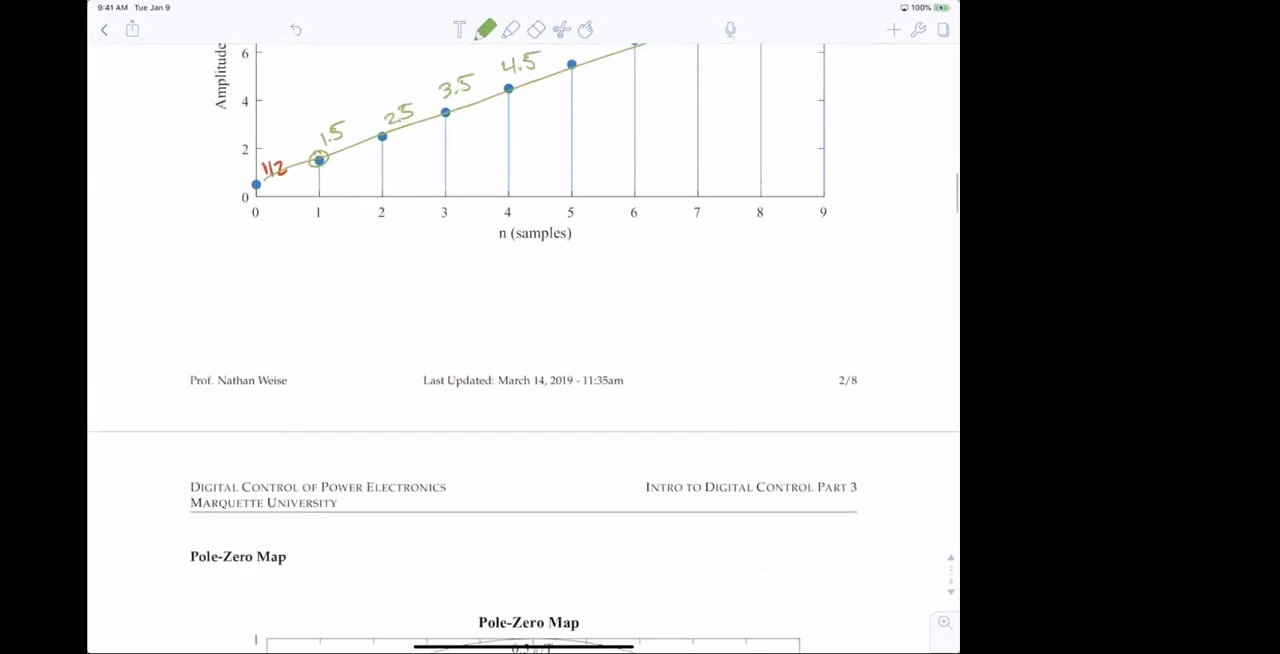 9:41 AM Tue Jan 9
100%
T
Amplitude
6
4
2
0
1/2
1.5
2.5
3.5
4.5
0 1 2 3 4 5 6 7 8 9
n (samples)
Prof. Nathan Weise Last Updated: March 14, 2019 - 11:35am 2/8
DIGITAL CONTROL OF POWER ELECTRONICS INTRO TO DIGITAL CONTROL PART 3
MARQUETTE UNIVERSITY
Pole-Zero Map
Pole-Zero Map
1